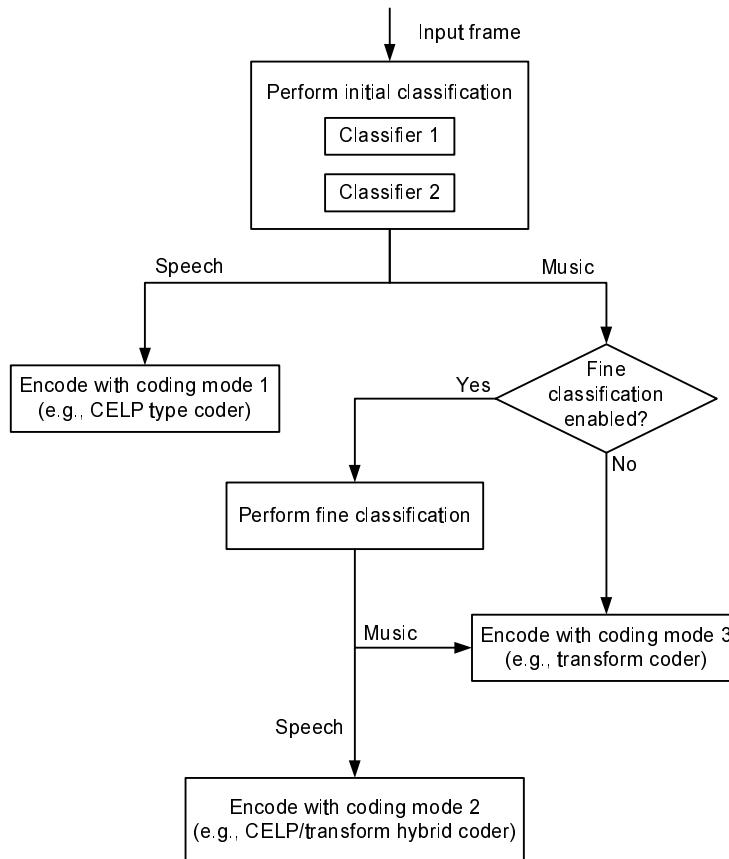 Input frame
Perform initial classification
Classifier 1
Classifier 2
Speech
Music
Encode with coding mode 1
(e.g., CELP type coder)
Yes
Fine
classification
enabled?
No
Perform fine classification
Music
Encode with coding mode 3
(e.g., transform coder)
Speech
Encode with coding mode 2
(e.g., CELP/transform hybrid coder)